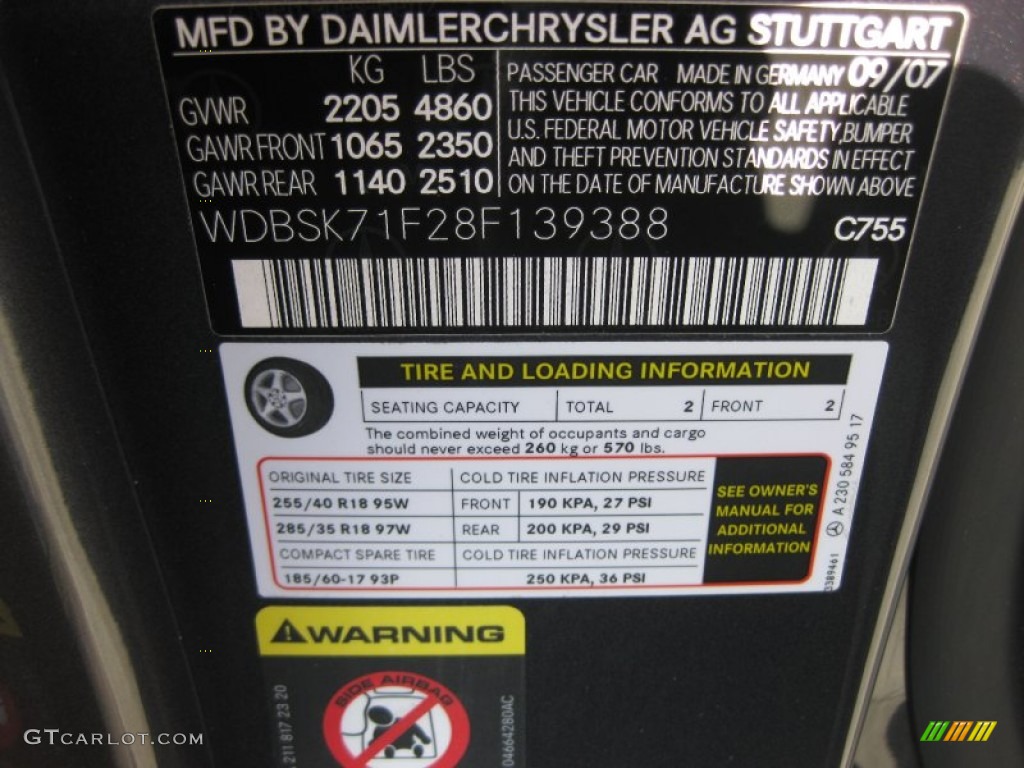 MFD BY DAIMLERCHRYSLER AG STUTTGART
KG LBS
GVWR 2205 4860
GAWR FRONT 1065 2350
GAWR REAR 1140 2510
PASSENGER CAR MADE IN GERMANY 09/07
THIS VEHICLE CONFORMS TO ALL APPLICABLE
U.S. FEDERAL MOTOR VEHICLE SAFETY, BUMPER
AND THEFT PREVENTION STANDARDS IN EFFECT
ON THE DATE OF MANUFACTURE SHOWN ABOVE
WDBSK71F28F139388 C755
TIRE AND LOADING INFORMATION
SEATING CAPACITY TOTAL 2 FRONT 2
The combined weight of occupants and cargo
should never exceed 260 kg or 570 lbs.
ORIGINAL TIRE SIZE COLD TIRE INFLATION PRESSURE
255/40 R18 95W FRONT 190 KPA, 27 PSI
285/35 R18 97W REAR 200 KPA, 29 PSI
COMPACT SPARE TIRE COLD TIRE INFLATION PRESSURE
185/60-17 93P 250 KPA, 36 PSI
SEE OWNER'S
MANUAL FOR
ADDITIONAL
INFORMATION
3389461 A 230 584 95 17
WARNING
SIDE AIRBAG
211 817 23 20
04664280AC
GTCARLOT.COM